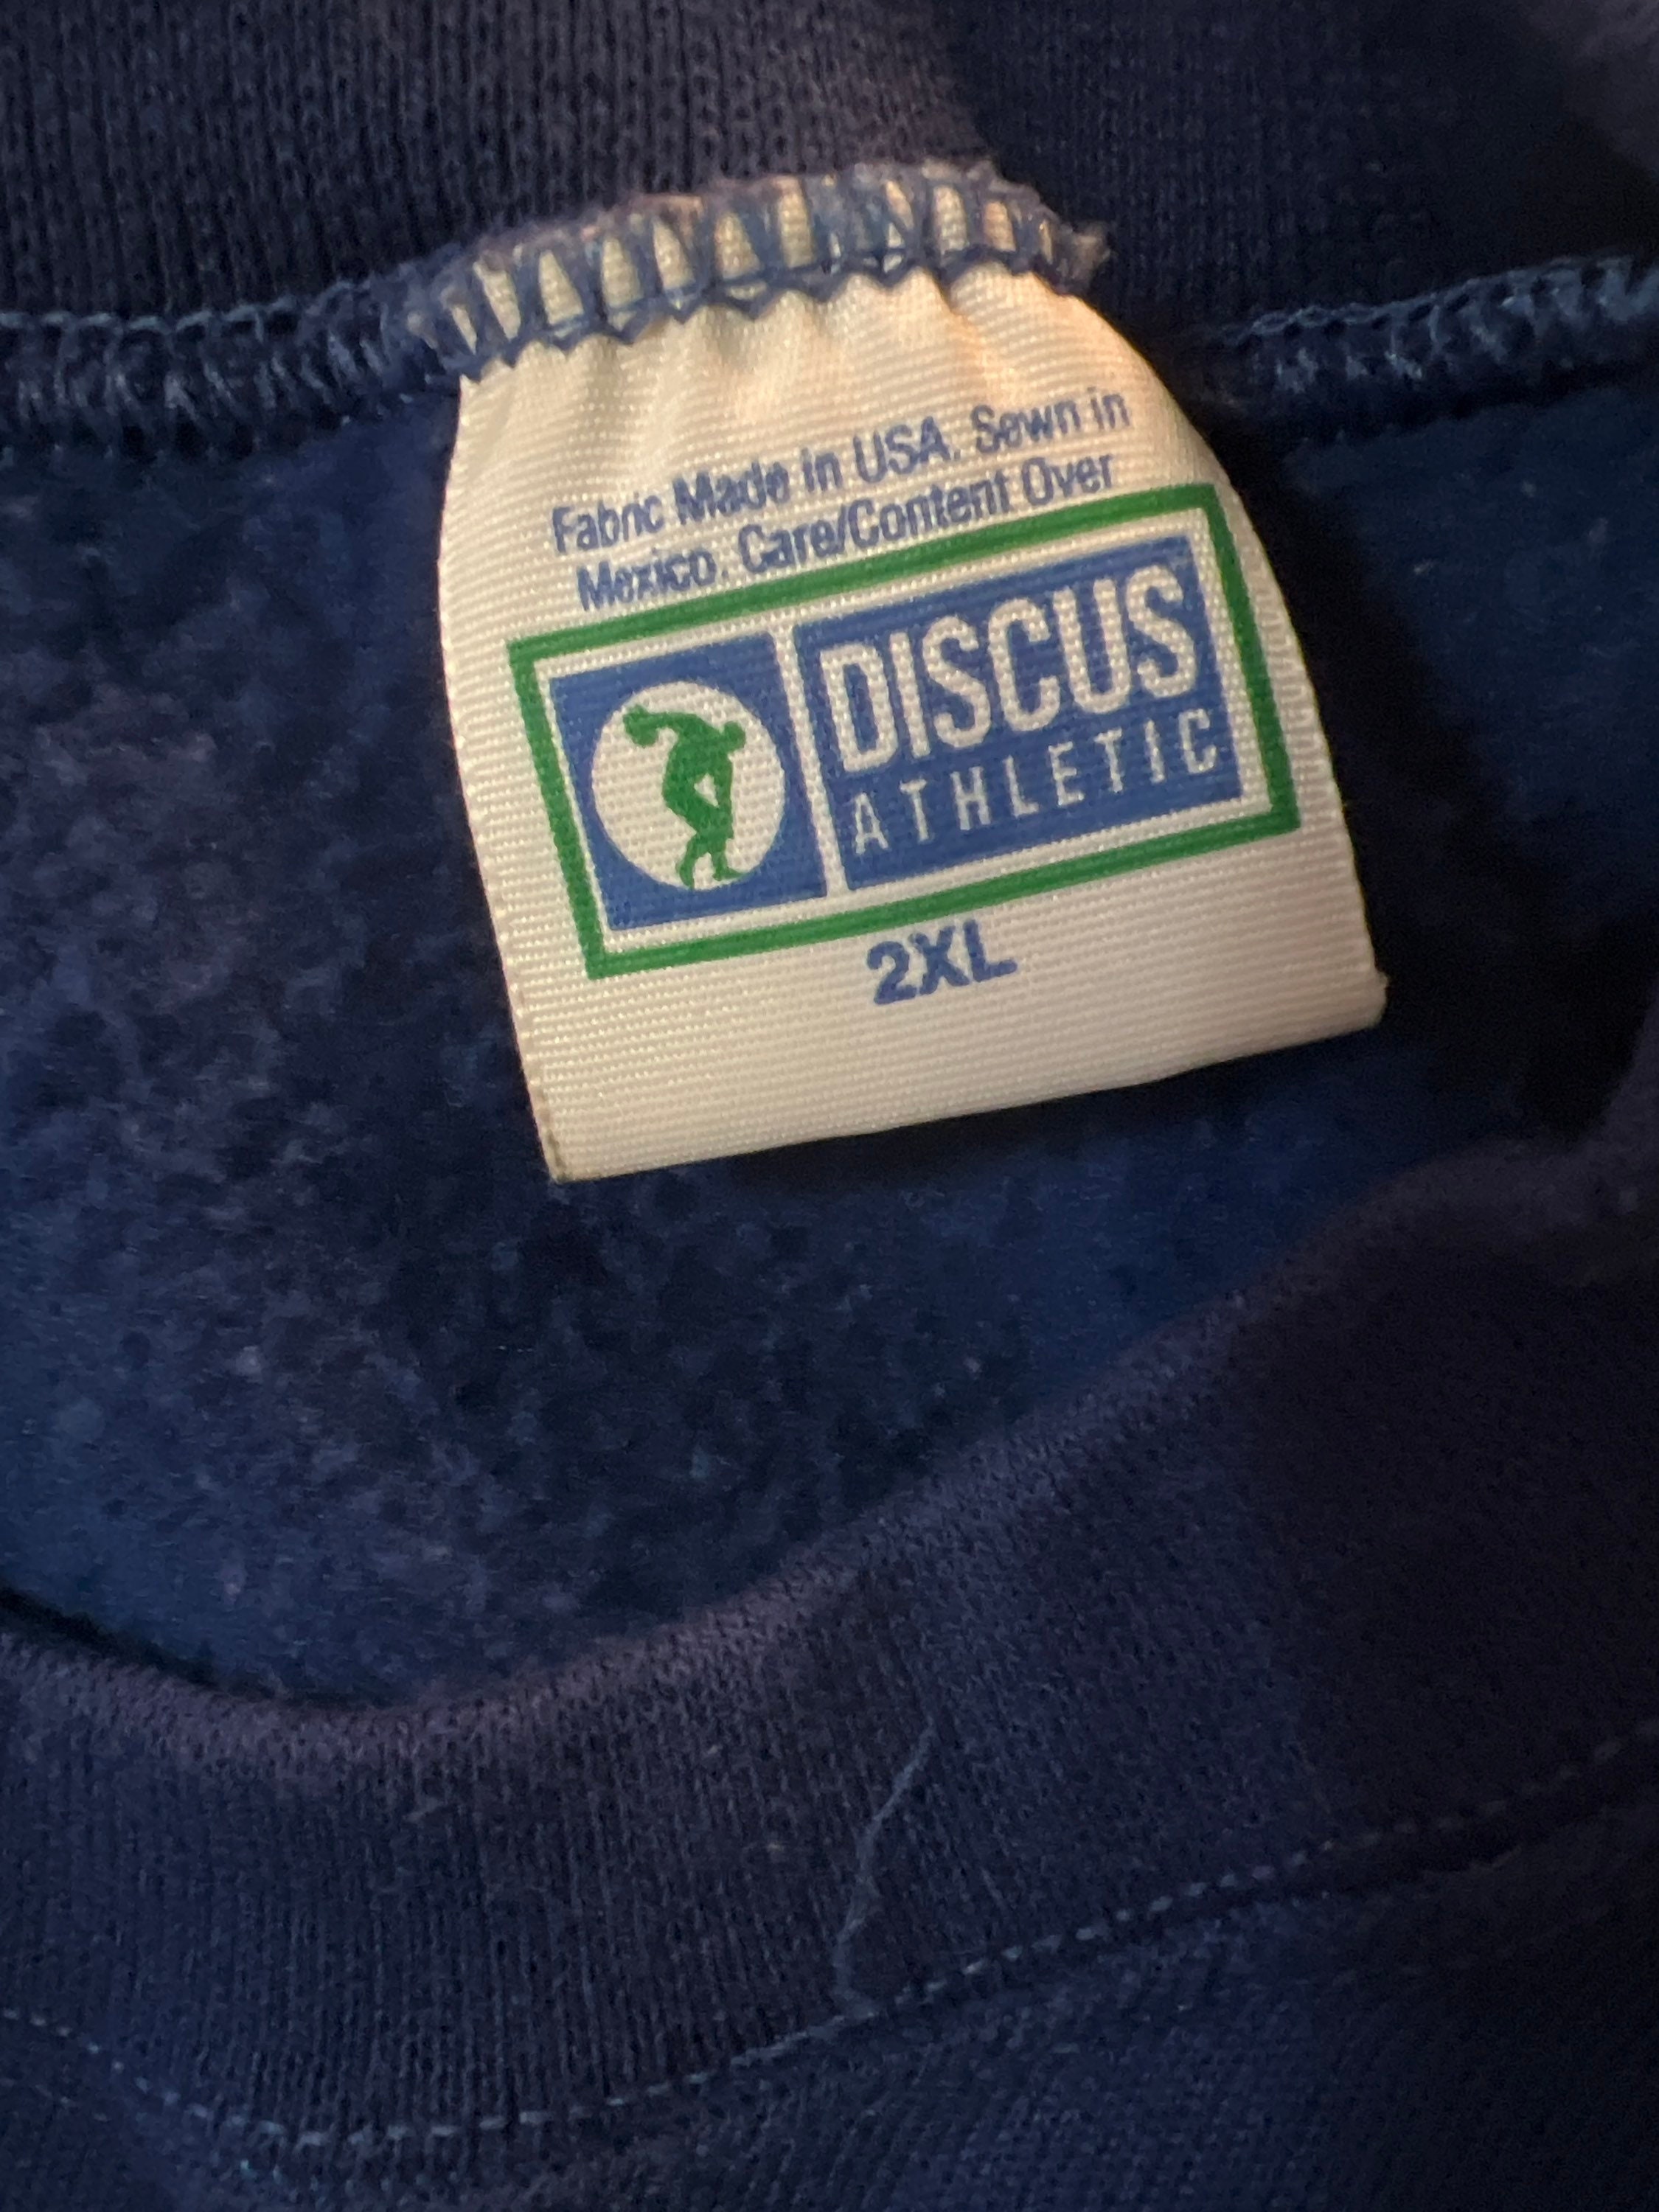 Fabric Made in USA. Sewn in
Mexico. Care/Content Over
DISCUS
ATHLETIC
2XL